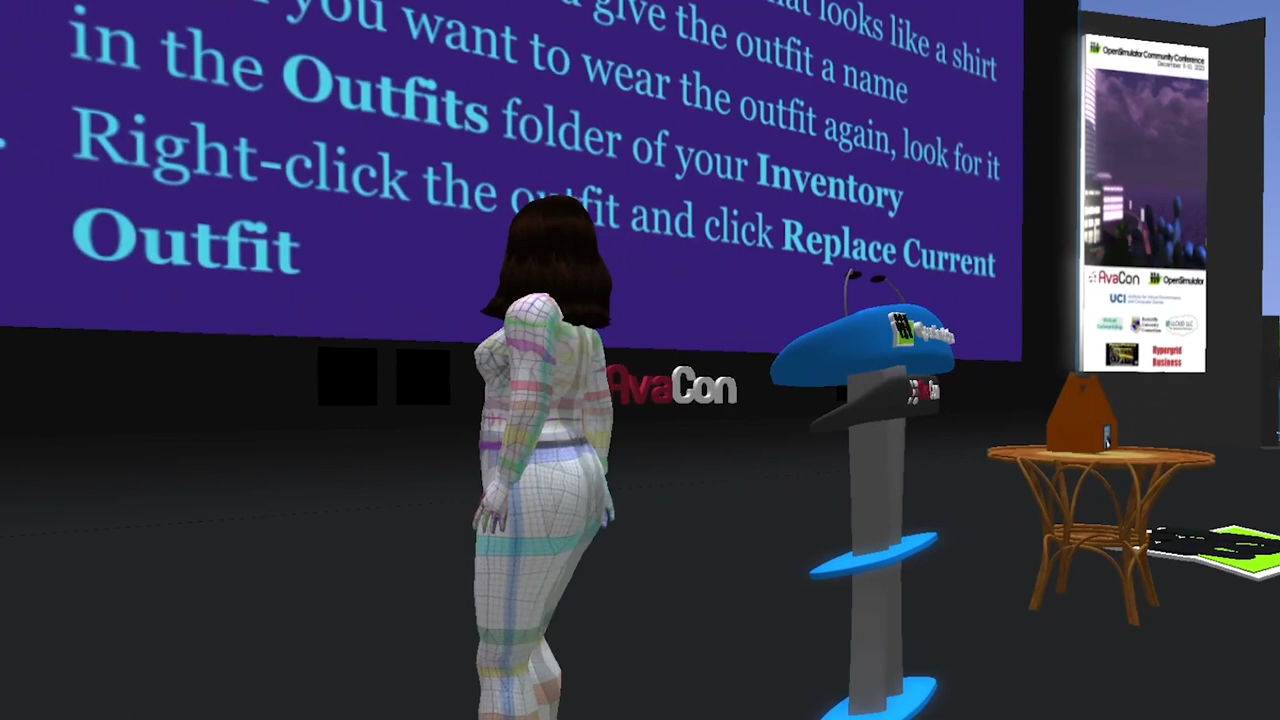 hat looks like a shirt
give the outfit a name
you want to wear the outfit again, look for it
in the Outfits folder of your Inventory
Right-click the outfit and click Replace Current
Outfit
AvaCon
OpenSimulator Community Conference
AvaCon
OpenSimulator
UCI
Hypergrid
Business